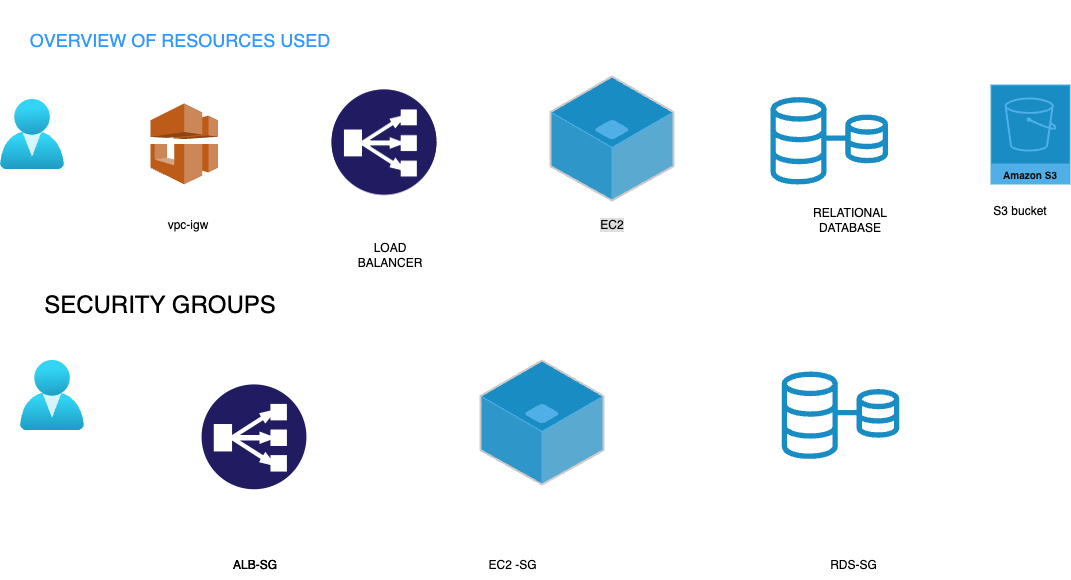 OVERVIEW OF RESOURCES USED
Amazon S3
vpc-igw
LOAD
BALANCER
EC2
RELATIONAL
DATABASE
S3 bucket
SECURITY GROUPS
ALB-SG
EC2 -SG
RDS-SG